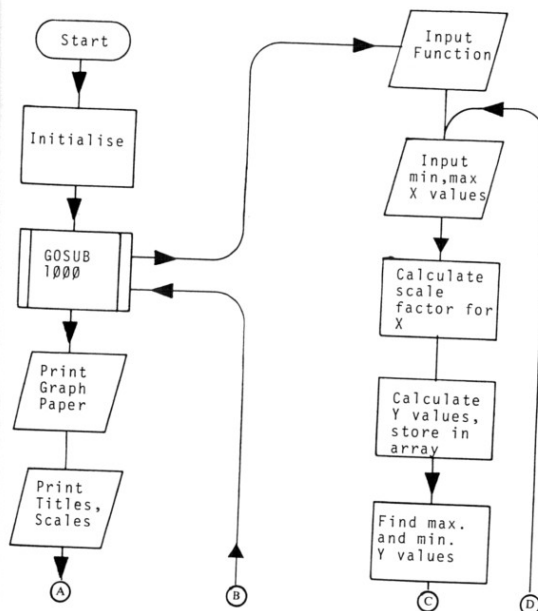 Start
Initialise
GOSUB
1000
Print
Graph
Paper
Print
Titles,
Scales
A
B
Input
Function
Input
min,max
X values
Calculate
scale
factor for
X
Calculate
Y values,
store in
array
Find max.
and min.
Y values
C
D